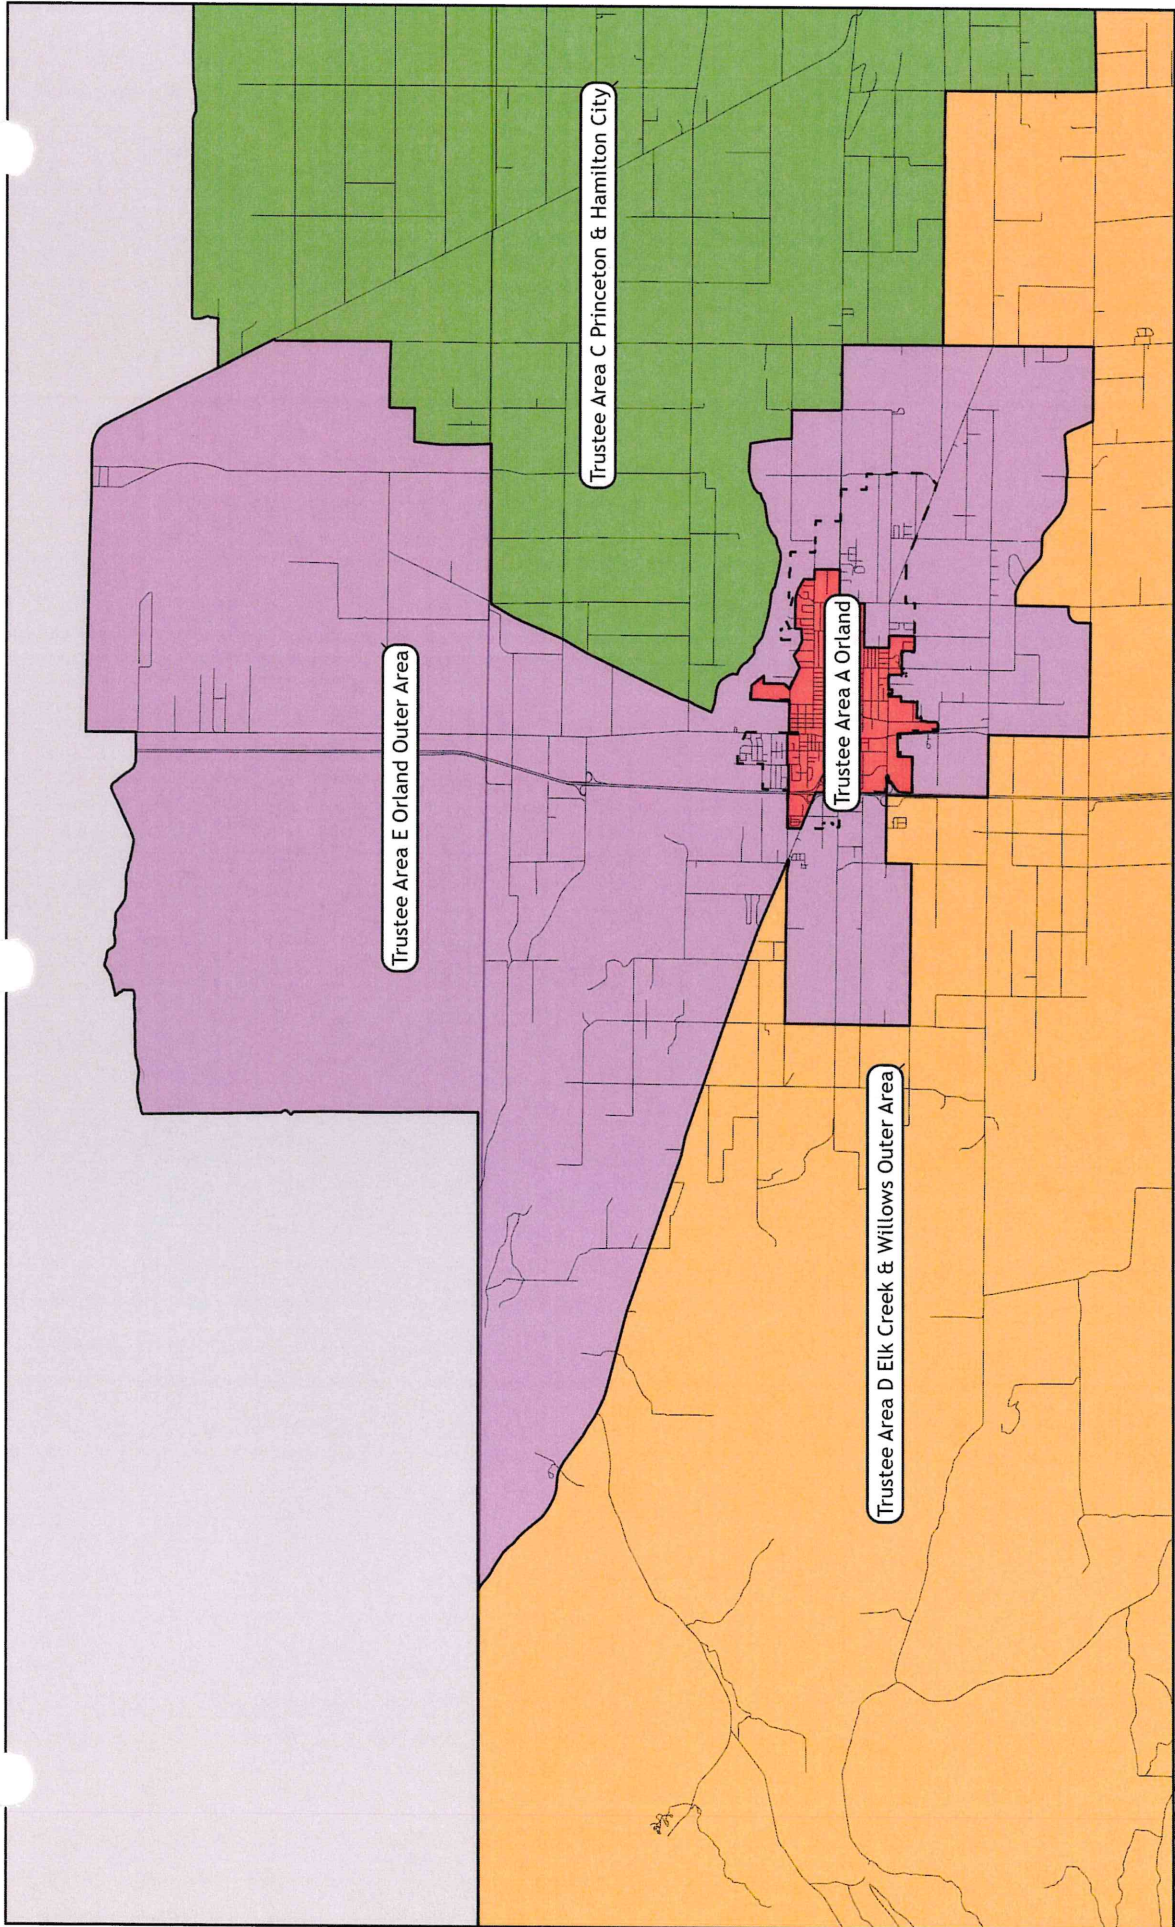 Trustee Area C Princeton & Hamilton City
Trustee Area E Orland Outer Area
Trustee Area A Orland
Trustee Area D Elk Creek & Willows Outer Area